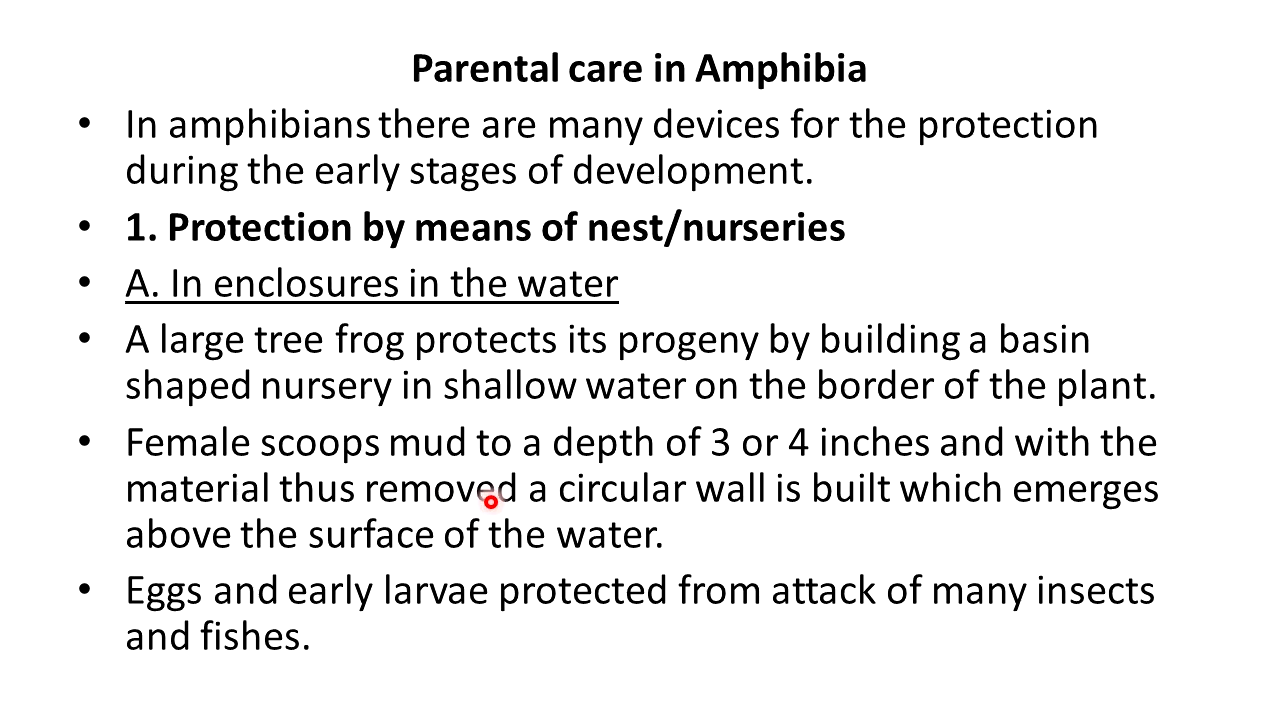 Parental care in Amphibia
• In amphibians there are many devices for the protection
during the early stages of development.
• 1. Protection by means of nest/nurseries
• A. In enclosures in the water
• A large tree frog protects its progeny by building a basin
shaped nursery in shallow water on the border of the plant.
• Female scoops mud to a depth of 3 or 4 inches and with the
material thus removed a circular wall is built which emerges
above the surface of the water.
• Eggs and early larvae protected from attack of many insects
and fishes.